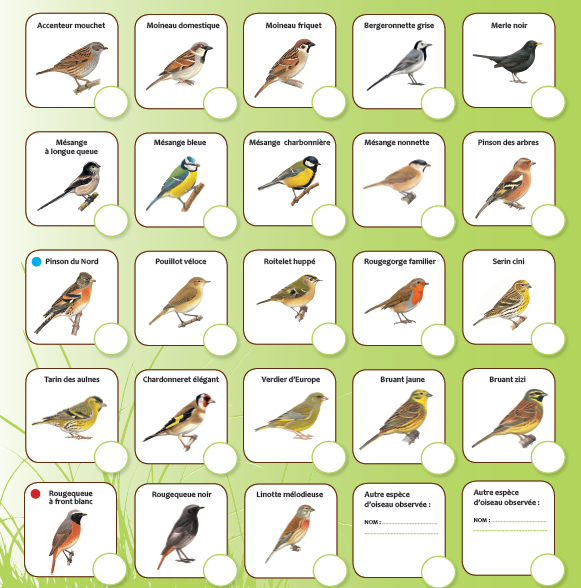 Accenteur mouchet
Moineau domestique
Moineau friquet
Bergeronnette grise
Merle noir
Mésange
à longue queue
Mésange bleue
Mésange charbonnière
Mésange nonnette
Pinson des arbres
Pinson du Nord
Pouillot véloce
Roitelet huppé
Rougegorge familier
Serin cini
Tarin des aulnes
Chardonneret élégant
Verdier d'Europe
Bruant jaune
Bruant zizi
Rougequeue
à front blanc
Rougequeue noir
Linotte mélodieuse
Autre espèce
d'oiseau observée :
NOM :
Autre espèce
d'oiseau observée :
NOM :